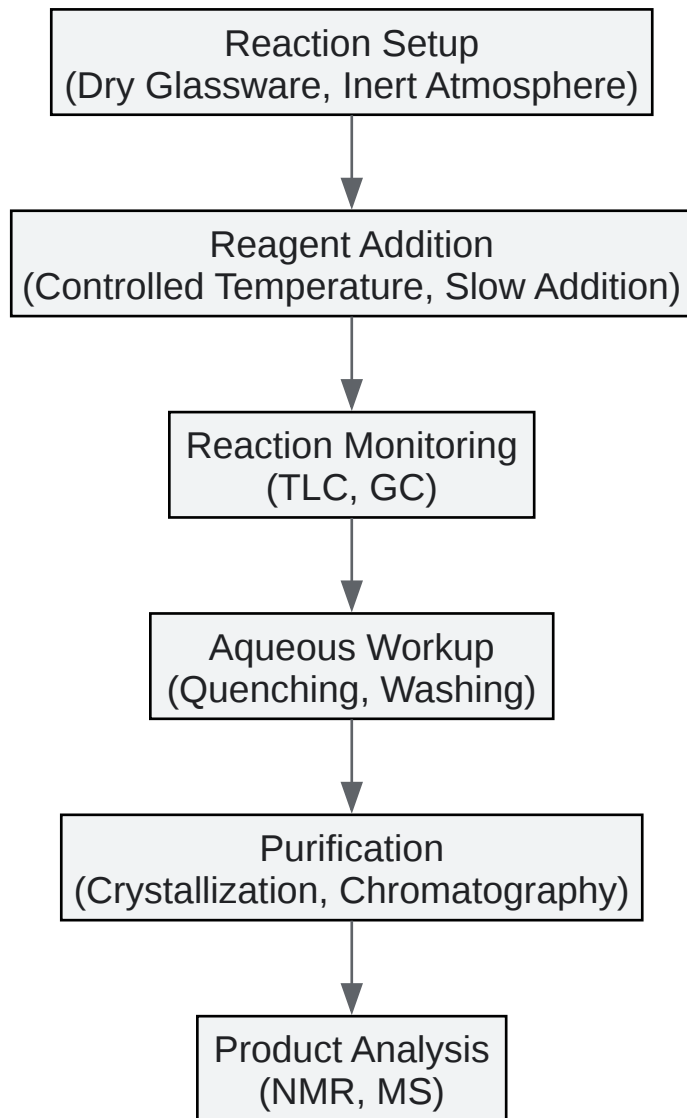 Reaction Setup
(Dry Glassware, Inert Atmosphere)
Reagent Addition
(Controlled Temperature, Slow Addition)
Reaction Monitoring
(TLC, GC)
Aqueous Workup
(Quenching, Washing)
Purification
(Crystallization, Chromatography)
Product Analysis
(NMR, MS)